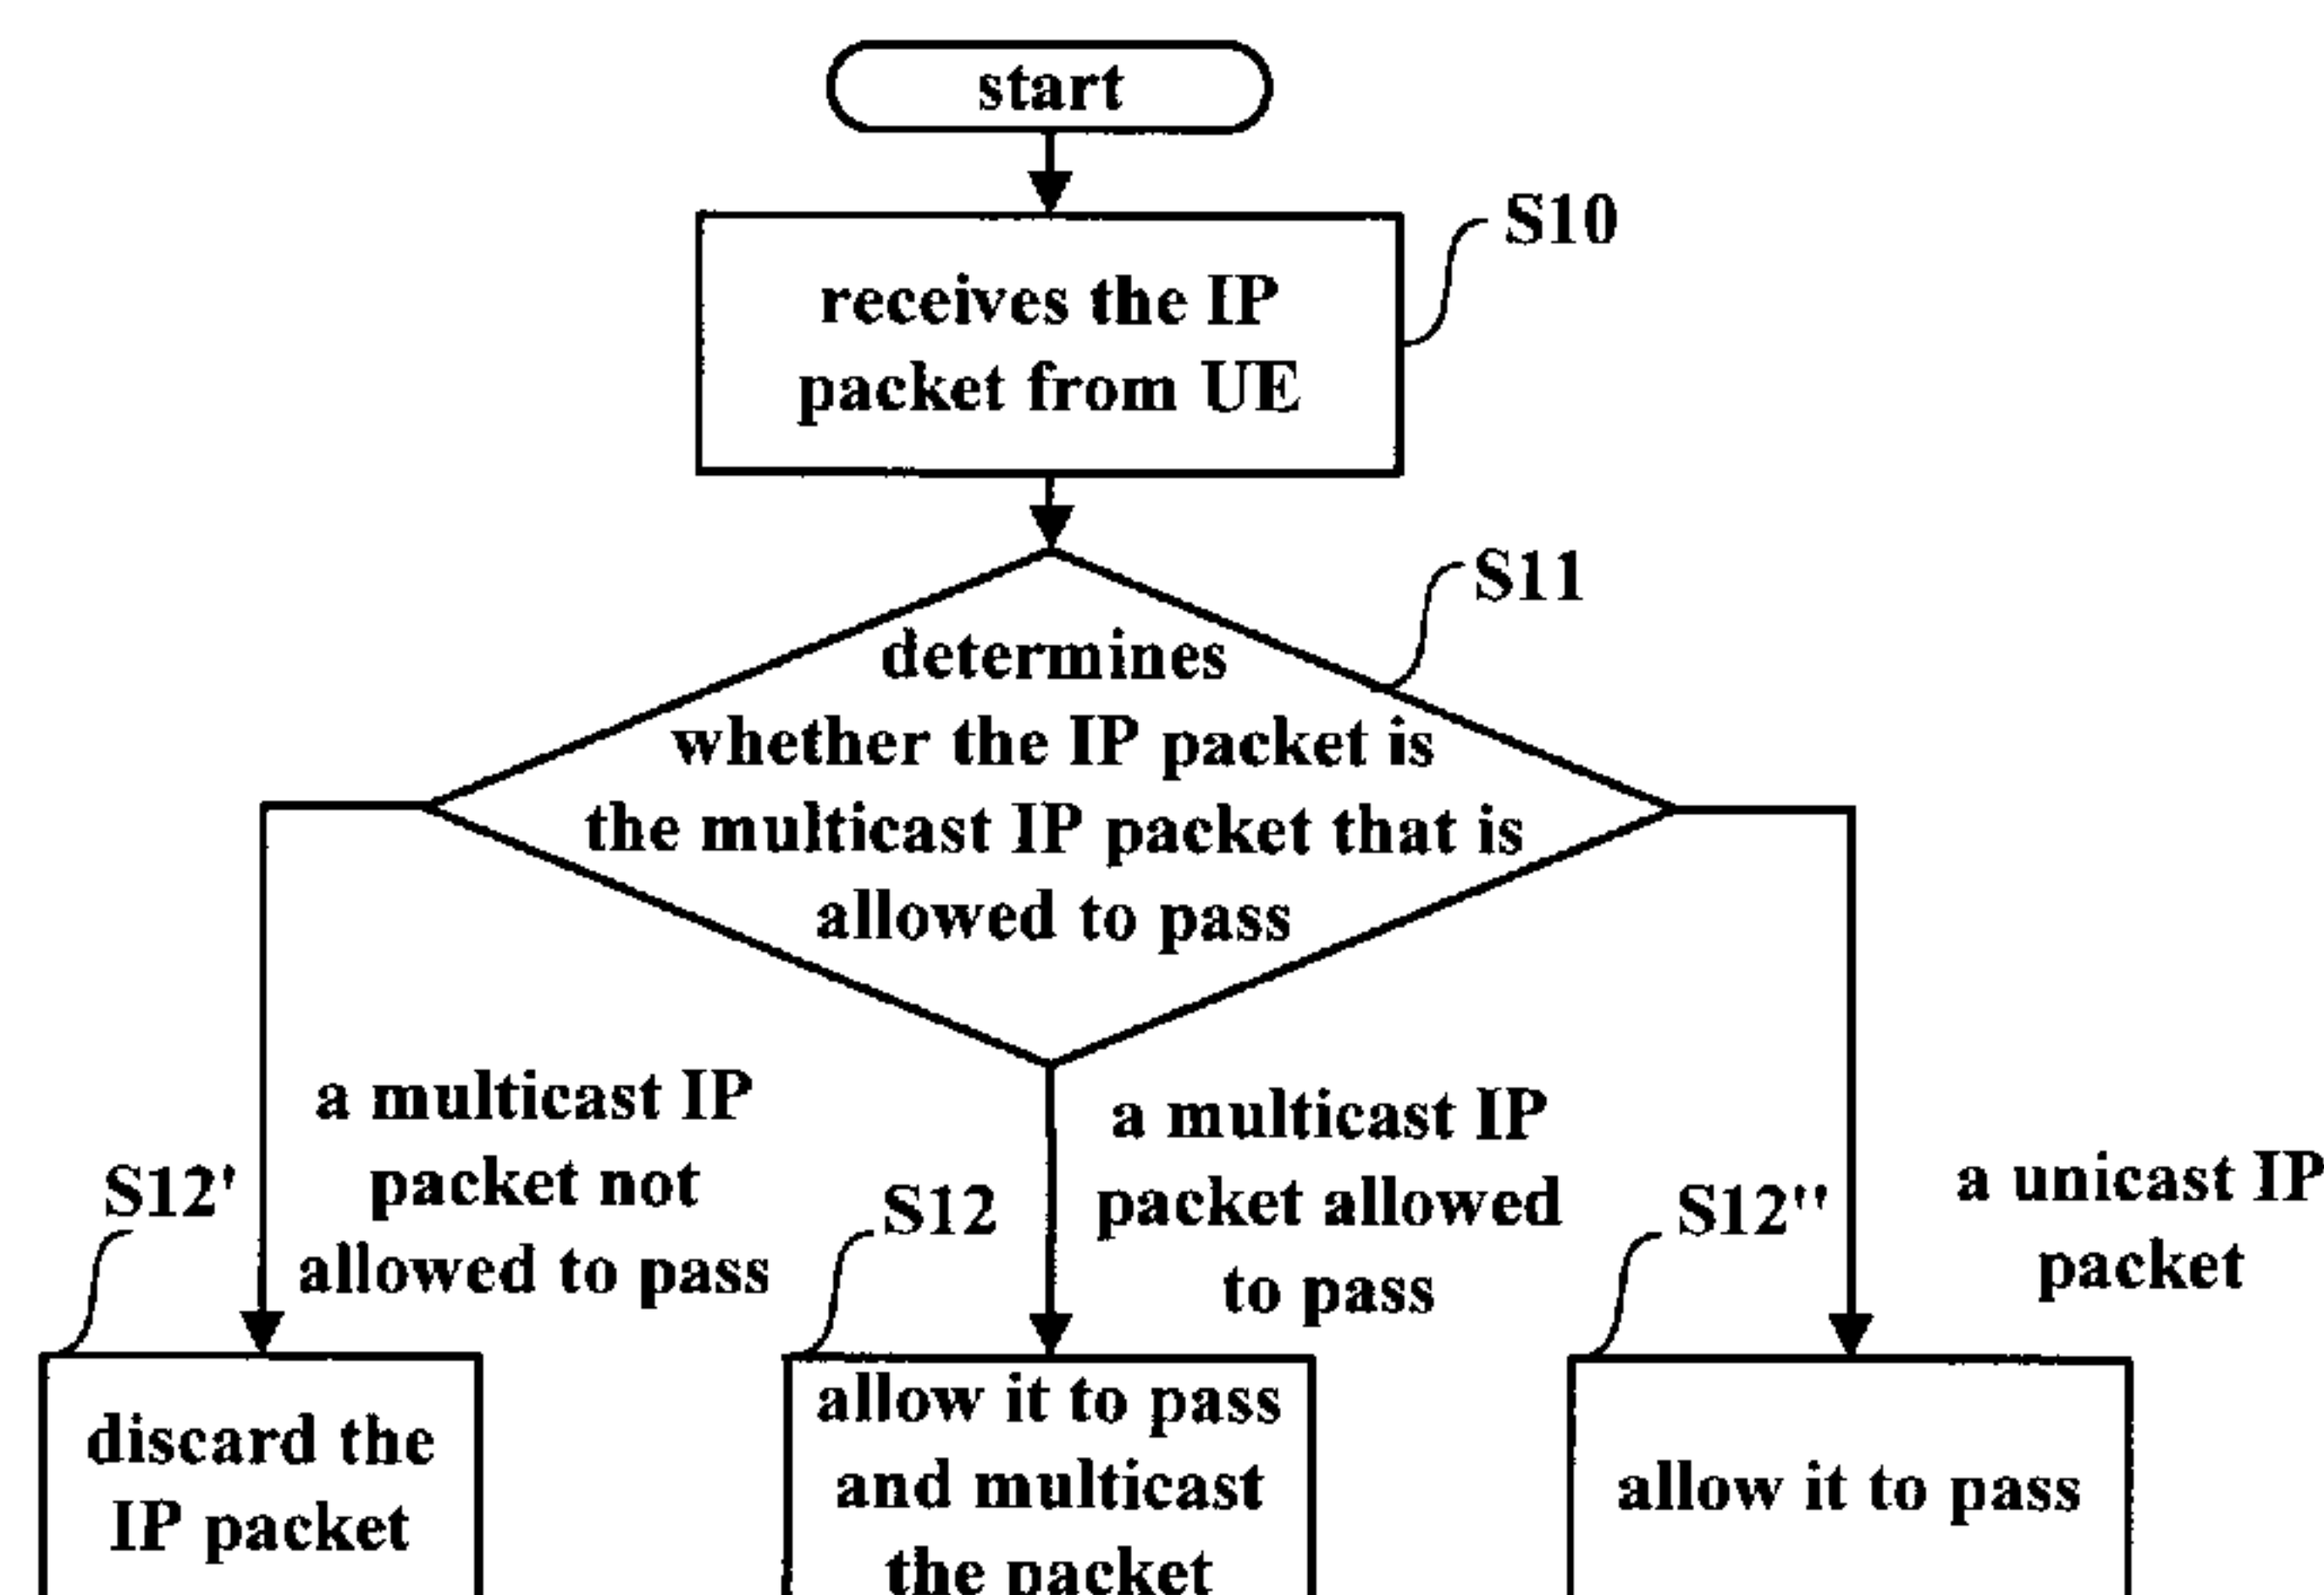 start
S10
receives the IP
packet from UE
S11
determines
whether the IP packet is
the multicast IP packet that is
allowed to pass
a multicast IP
packet not
allowed to pass
S12'
a multicast IP
packet allowed
to pass
S12
a unicast IP
packet
S12"
discard the
IP packet
allow it to pass
and multicast
the packet
allow it to pass